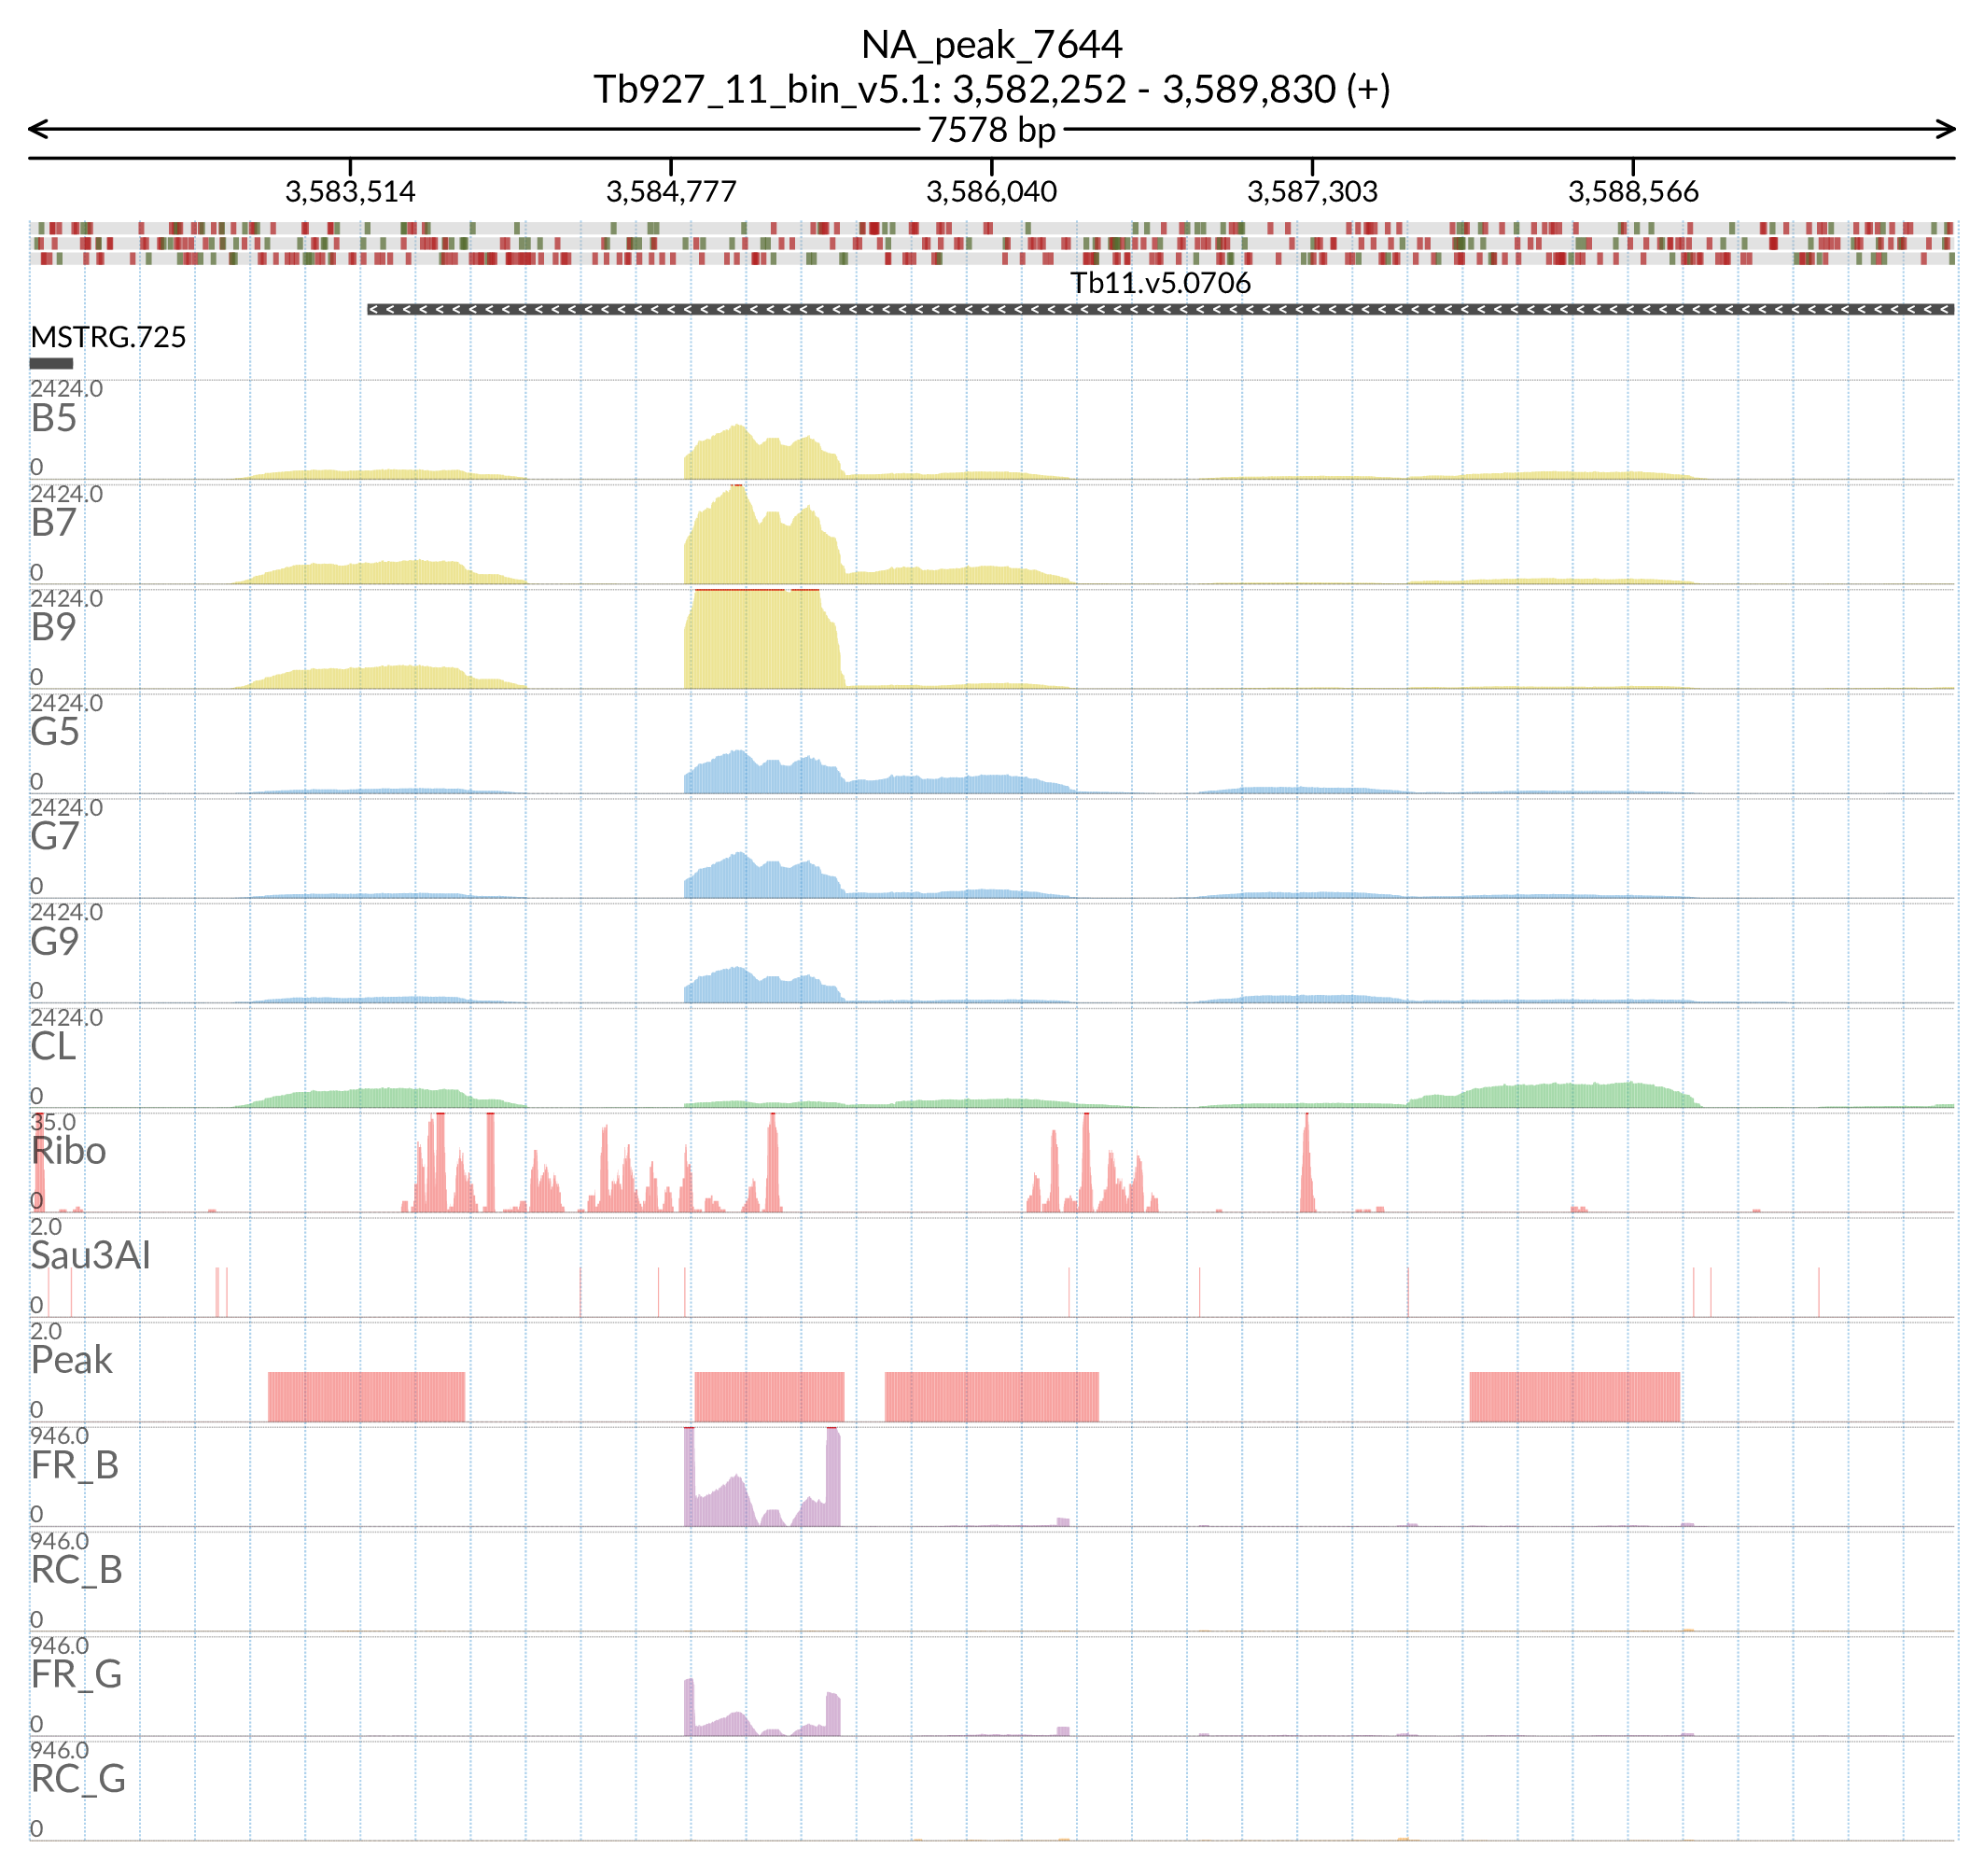 NA_peak_7644
Tb927_11_bin_v5.1: 3,582,252 - 3,589,830 (+)
7578 bp
3,583,514 3,584,777 3,586,040 3,587,303 3,588,566
Tb11.v5.0706
MSTRG.725
2424.0
B5
0
2424.0
B7
0
2424.0
B9
0
2424.0
G5
0
2424.0
G7
0
2424.0
G9
0
2424.0
CL
0
35.0
Ribo
0
2.0
Sau3AI
0
2.0
Peak
0
946.0
FR_B
0
946.0
RC_B
0
946.0
FR_G
0
946.0
RC_G
0